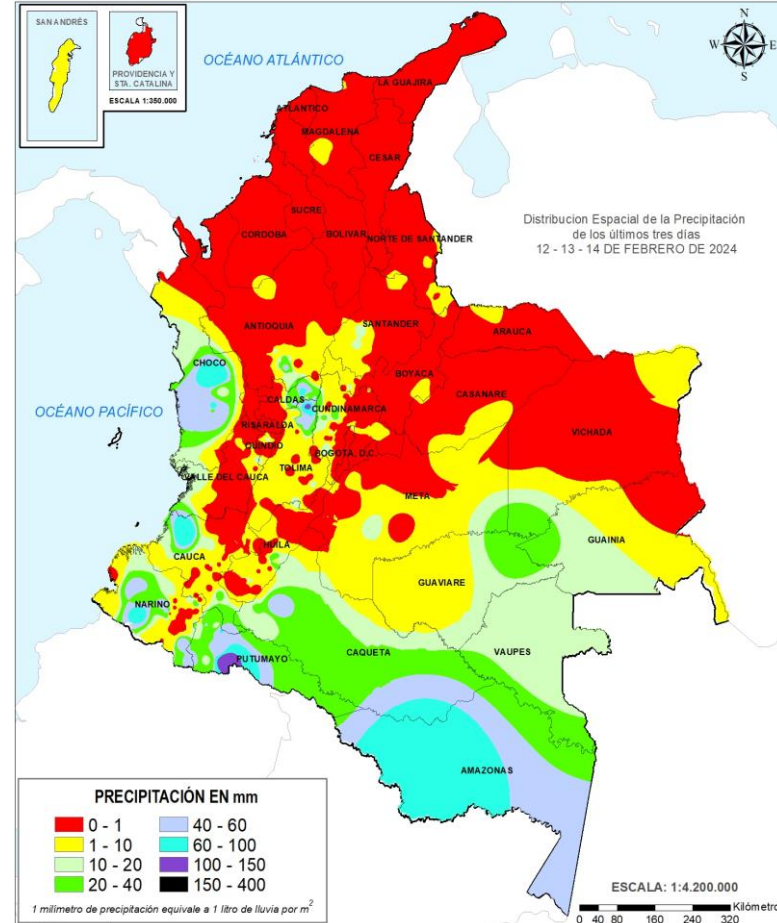 SAN ANDRÉS
PROVIDENCIA Y
STA. CATALINA
ESCALA 1:350.000
OCÉANO ATLÁNTICO
N
W
E
S
LA GUAJIRA
ATLANTICO
MAGDALENA
CESAR
Distribucion Espacial de la Precipitación
de los últimos tres días
12 - 13 - 14 DE FEBRERO DE 2024
SUCRE
CORDOBA
BOLIVAR
NORTE DE SANTANDER
ANTIOQUIA
SANTANDER
ARAUCA
CHOCO
BOYACA
CASANARE
CALDAS
CUNDINAMARCA
OCÉANO PACÍFICO
RISARALDA
VICHADA
QUINDIO
BOGOTA, D.C.
TOLIMA
VALLE DEL CAUCA
META
GUAINIA
HUILA
CAUCA
GUAVIARE
NARINO
CAQUETA
VAUPES
PUTUMAYO
AMAZONAS
PRECIPITACIÓN EN mm
0 - 1
40 - 60
1 - 10
60 - 100
10 - 20
100 - 150
20 - 40
150 - 400
1 milímetro de precipitación equivale a 1 litro de lluvia por m²
ESCALA: 1:4.200.000
Kilómetro
0 40 80 160 240 320